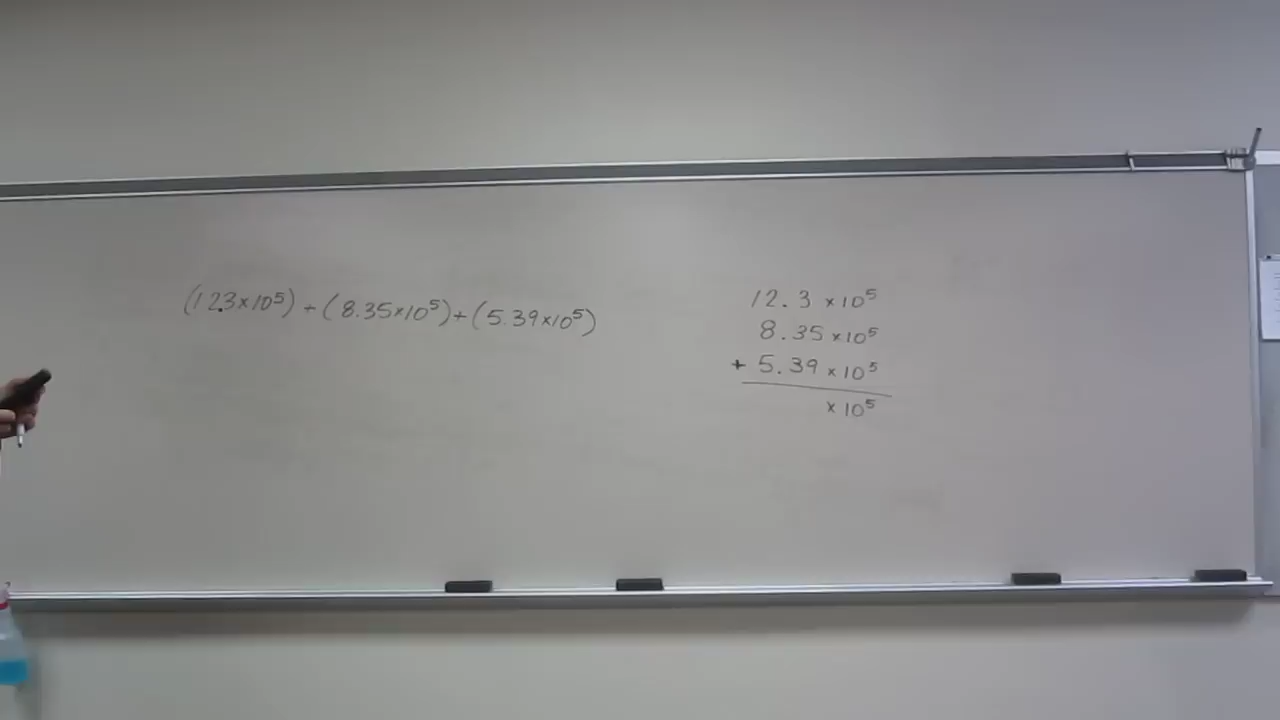 (12.3×10⁵) + (8.35×10⁵) + (5.39×10⁵)
12.3 ×10⁵
8.35 ×10⁵
+ 5.39 ×10⁵
×10⁵